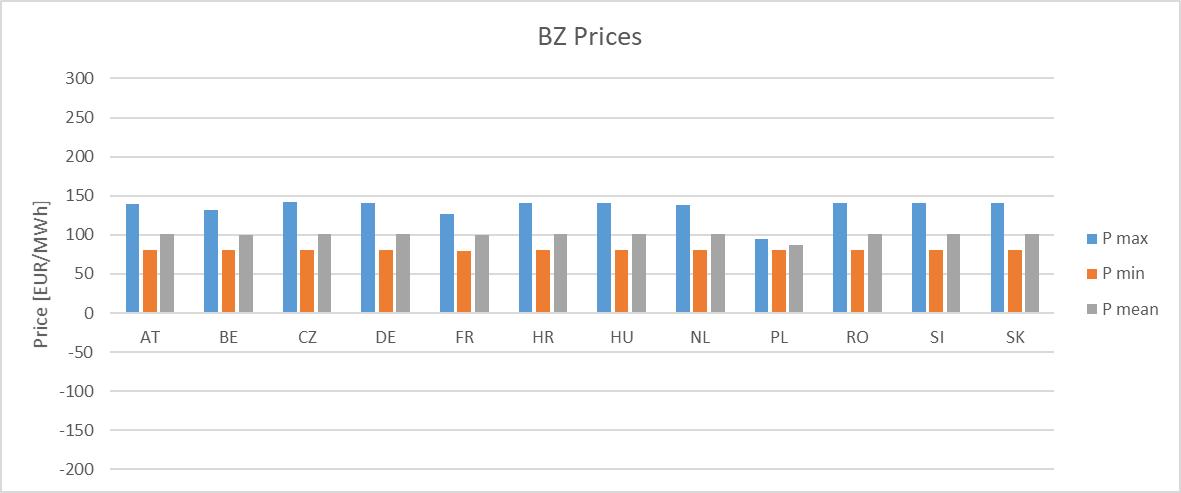 BZ Prices
300
250
200
150
100
50
0
-50
-100
-150
-200
Price [EUR/MWh]
AT BE CZ DE FR HR HU NL PL RO SI SK
P max
P min
P mean